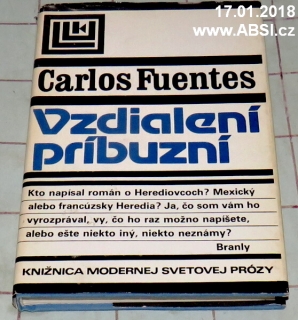 17.01.2018
www.ABSI.cz
Carlos Fuentes
Vzdialení
príbuzní
Kto napísal román o Herediovcoch? Mexický
alebo francúzsky Heredia? Ja, čo som vám ho
vyrozprával, vy, čo ho raz možno napíšete,
alebo ešte niekto iný, niekto neznámy?
Branly
KNIŽNICA MODERNEJ SVETOVEJ PRÓZY